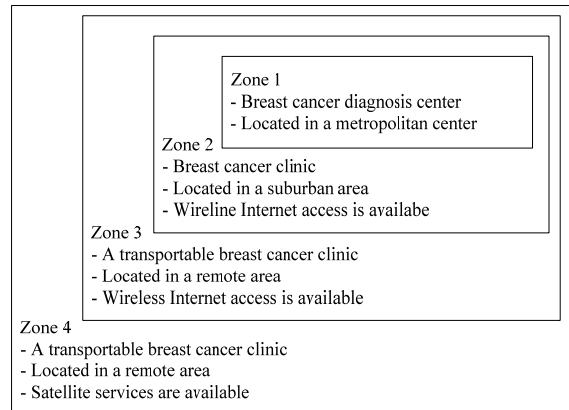 Zone 1
- Breast cancer diagnosis center
- Located in a metropolitan center
Zone 2
- Breast cancer clinic
- Located in a suburban area
- Wireline Internet access is availabe
Zone 3
- A transportable breast cancer clinic
- Located in a remote area
- Wireless Internet access is available
Zone 4
- A transportable breast cancer clinic
- Located in a remote area
- Satellite services are available